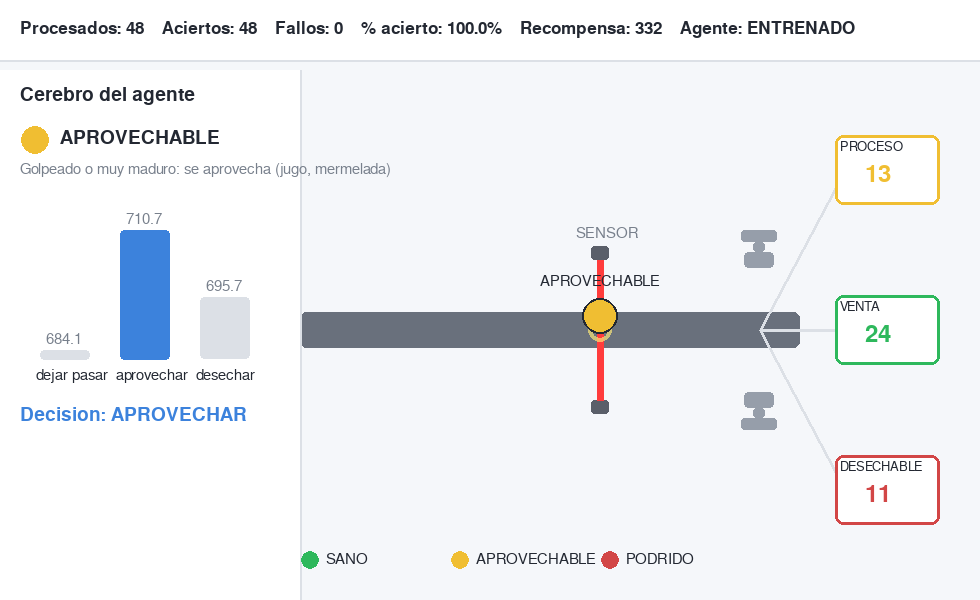 Procesados: 48 Aciertos: 48 Fallos: 0 % acierto: 100.0% Recompensa: 332 Agente: ENTRENADO
Cerebro del agente
APROVECHABLE
Golpeado o muy maduro: se aprovecha (jugo, mermelada)
710.7
695.7
684.1
dejar pasar aprovechar desechar
Decision: APROVECHAR
SENSOR
APROVECHABLE
PROCESO
13
VENTA
24
DESECHABLE
11
SANO APROVECHABLE PODRIDO